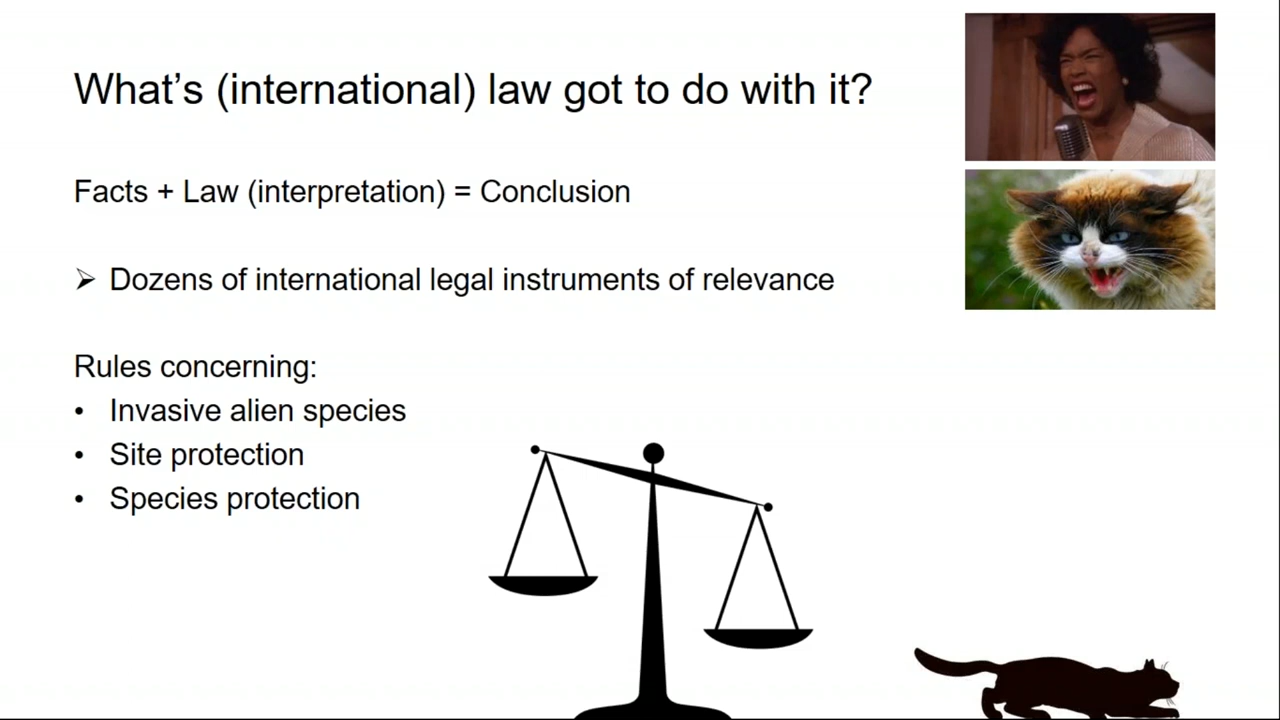 What’s (international) law got to do with it?
Facts + Law (interpretation) = Conclusion
➢ Dozens of international legal instruments of relevance
Rules concerning:
• Invasive alien species
• Site protection
• Species protection